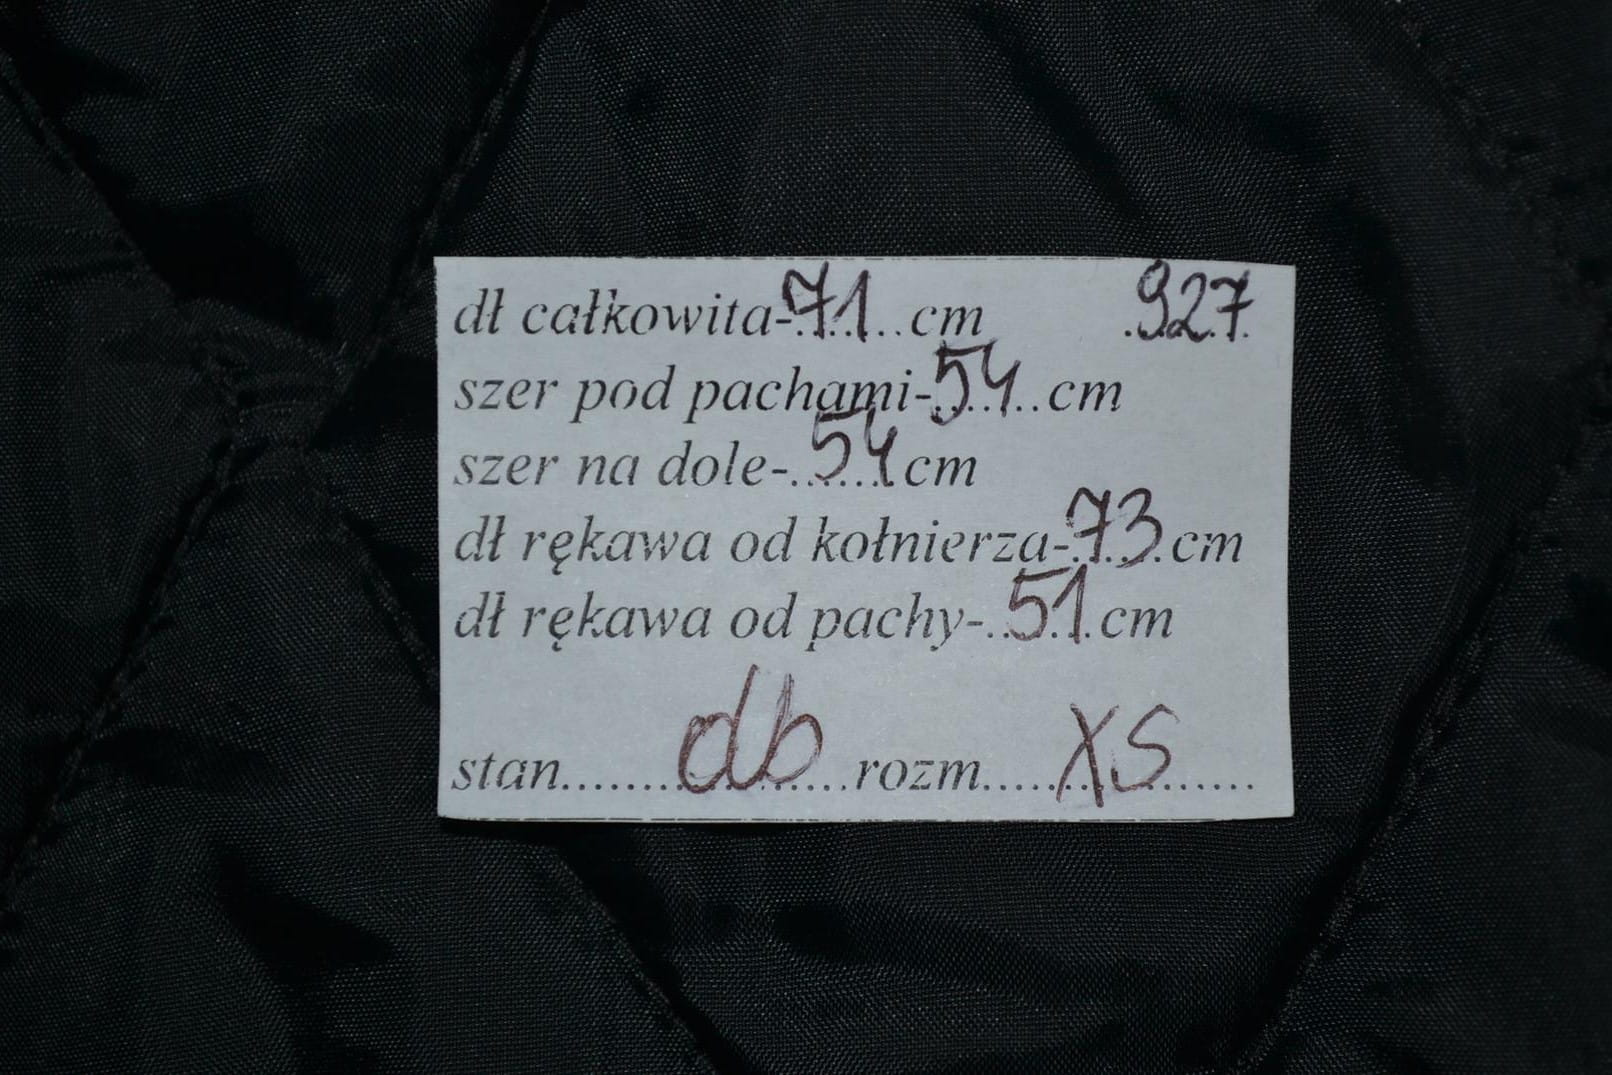 dł całkowita-71...cm .927.
szer pod pachami-54...cm
szer na dole-54cm
dł rękawa od kołnierza-73.cm
dł rękawa od pachy-51.cm
stan.......db...rozm.....XS.......